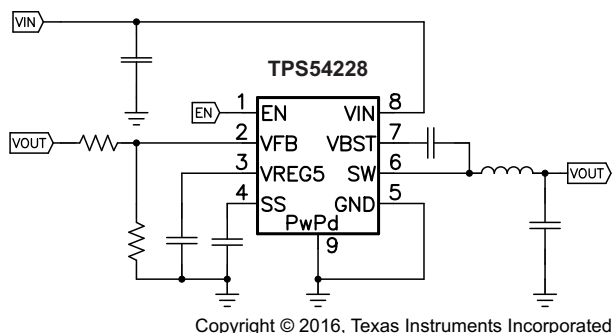 VIN
TPS54228
EN
1
EN
VIN
8
VOUT
2
VFB
VBST
7
3
VREG5
SW
6
VOUT
4
SS
GND
5
PwPd
9
Copyright © 2016, Texas Instruments Incorporated